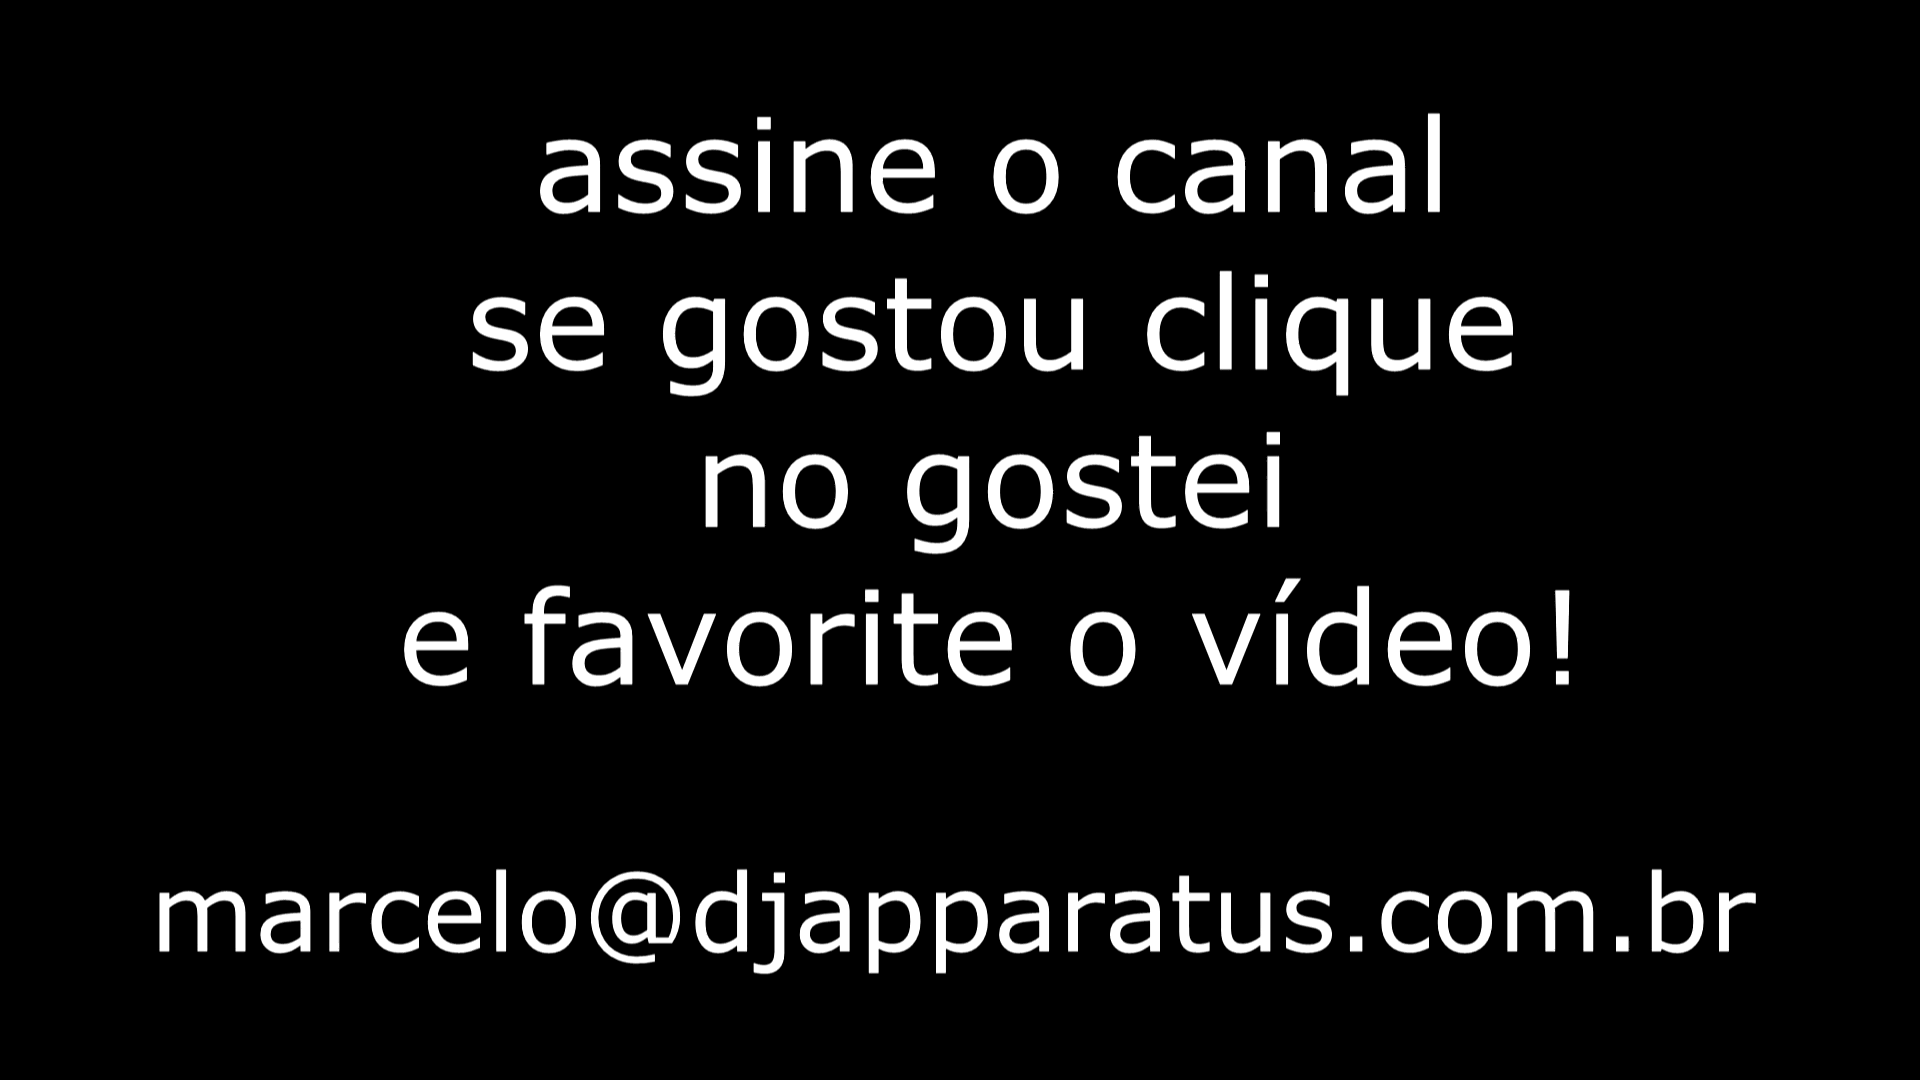 assine o canal
se gostou clique
no gostei
e favorite o vídeo!
marcelo@djapparatus.com.br